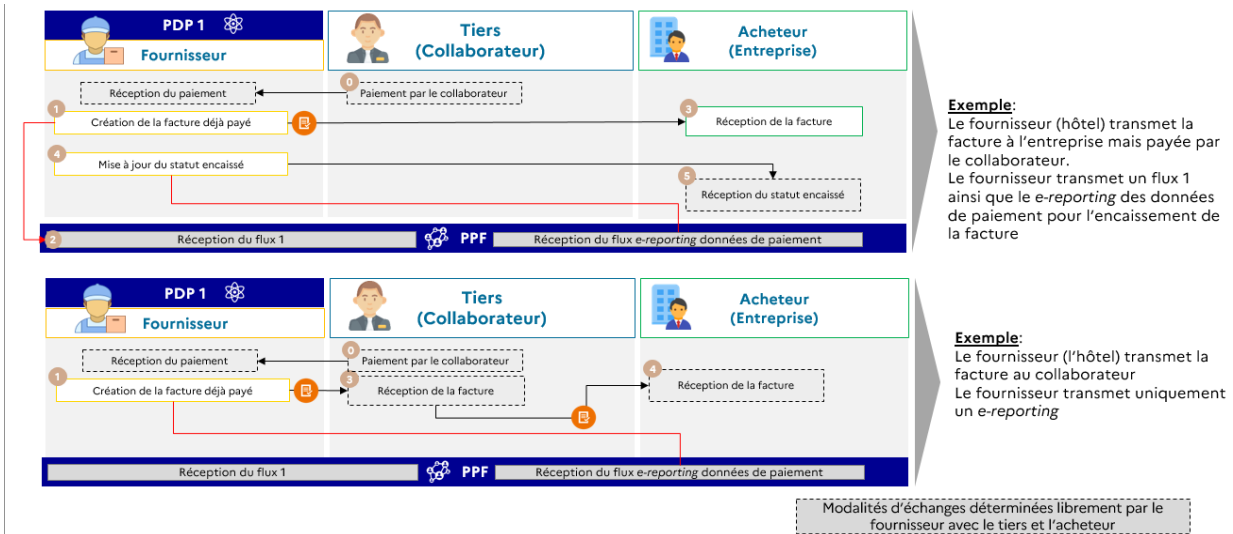 PDP 1
Fournisseur
Tiers
(Collaborateur)
Acheteur
(Entreprise)
0
Réception du paiement
Paiement par le collaborateur
1
Création de la facture déjà payé
3
Réception de la facture
4
Mise à jour du statut encaissé
5
Réception du statut encaissé
2
Réception du flux 1
PPF
Réception du flux e-reporting données de paiement
Exemple:
Le fournisseur (hôtel) transmet la
facture à l'entreprise mais payée par
le collaborateur.
Le fournisseur transmet un flux 1
ainsi que le e-reporting des données
de paiement pour l'encaissement de
la facture
PDP 1
Fournisseur
Tiers
(Collaborateur)
Acheteur
(Entreprise)
0
Réception du paiement
Paiement par le collaborateur
1
Création de la facture déjà payé
3
Réception de la facture
4
Réception de la facture
Réception du flux 1
PPF
Réception du flux e-reporting données de paiement
Exemple:
Le fournisseur (l'hôtel) transmet la
facture au collaborateur
Le fournisseur transmet uniquement
un e-reporting
Modalités d'échanges déterminées librement par le
fournisseur avec le tiers et l'acheteur